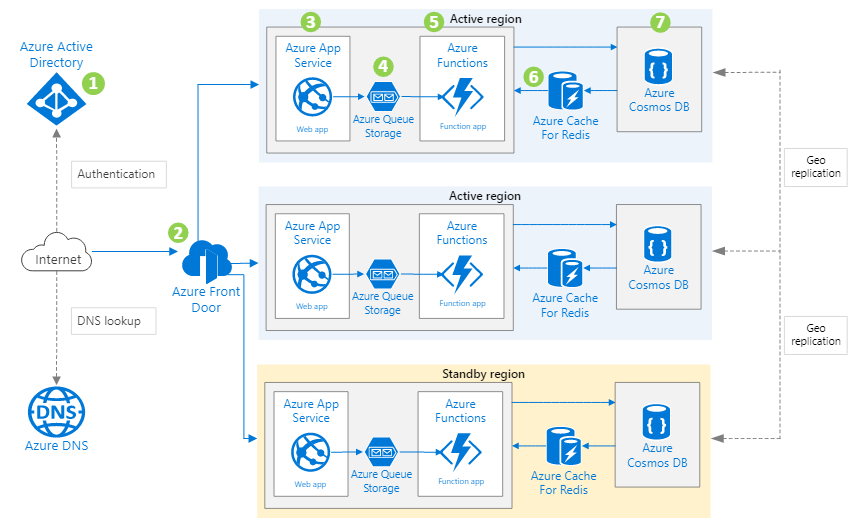 Azure Active
Directory
1
Authentication
Internet
DNS lookup
DNS
Azure DNS
2
Azure Front
Door
Active region
3
Azure App
Service
Web app
4
Azure Queue
Storage
5
Azure
Functions
Function app
6
Azure Cache
For Redis
7
Azure
Cosmos DB
Active region
Azure App
Service
Web app
Azure Queue
Storage
Azure
Functions
Function app
Azure Cache
For Redis
Azure
Cosmos DB
Standby region
Azure App
Service
Web app
Azure Queue
Storage
Azure
Functions
Function app
Azure Cache
For Redis
Azure
Cosmos DB
Geo
replication
Geo
replication